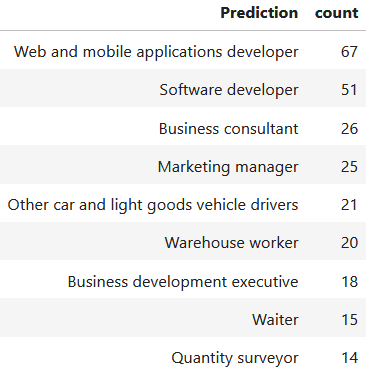 Prediction count
Web and mobile applications developer 67
Software developer 51
Business consultant 26
Marketing manager 25
Other car and light goods vehicle drivers 21
Warehouse worker 20
Business development executive 18
Waiter 15
Quantity surveyor 14